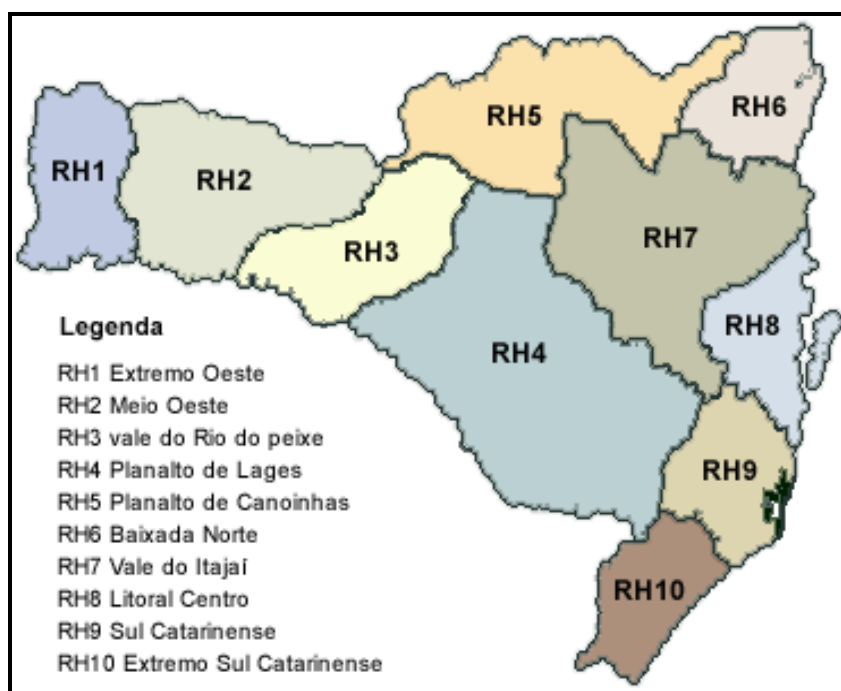 RH1
RH2
RH3
RH4
RH5
RH6
RH7
RH8
RH9
RH10
Legenda
RH1 Extremo Oeste
RH2 Meio Oeste
RH3 vale do Rio do peixe
RH4 Planalto de Lages
RH5 Planalto de Canoinhas
RH6 Baixada Norte
RH7 Vale do Itajaí
RH8 Litoral Centro
RH9 Sul Catarinense
RH10 Extremo Sul Catarinense